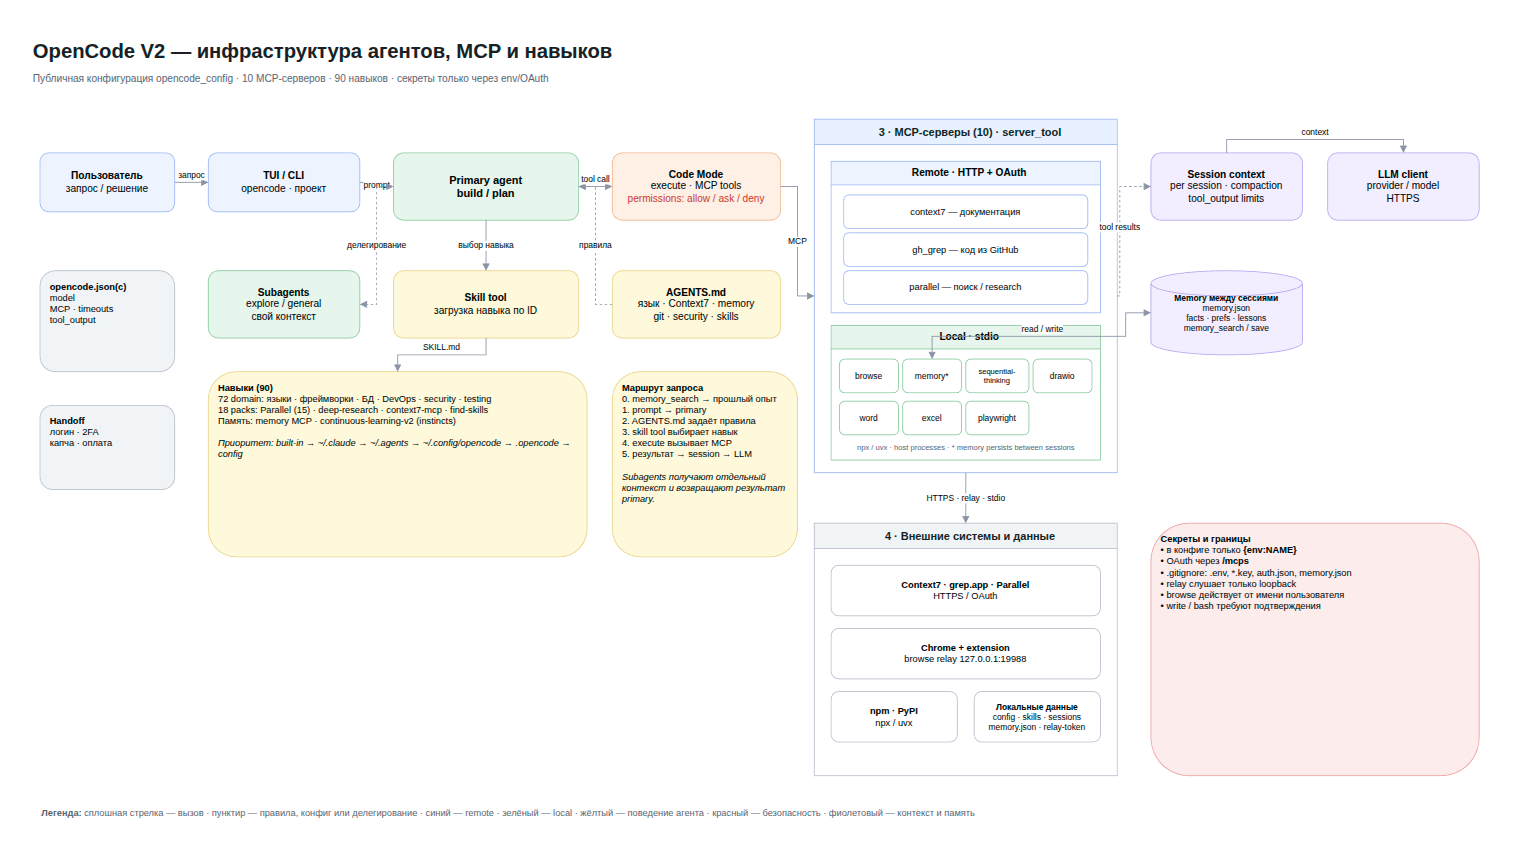 OpenCode V2 — инфраструктура агентов, MCP и навыков
Публичная конфигурация opencode_config · 10 MCP-серверов · 90 навыков · секреты только через env/OAuth
Пользователь
запрос / решение
запрос
TUI / CLI
opencode · проект
prompt
Primary agent
build / plan
tool call
Code Mode
execute · MCP tools
permissions: allow / ask / deny
делегирование
выбор навыка
правила
MCP
opencode.json(c)
model
MCP · timeouts
tool_output
Subagents
explore / general
свой контекст
Skill tool
загрузка навыка по ID
AGENTS.md
язык · Context7 · memory
git · security · skills
SKILL.md
Handoff
логин · 2FA
капча · оплата
Навыки (90)
72 domain: языки · фреймворки · БД · DevOps · security · testing
18 packs: Parallel (15) · deep-research · context7-mcp · find-skills
Память: memory MCP · continuous-learning-v2 (instincts)
Приоритет: built-in → ~/.claude → ~/.agents → ~/.config/opencode → .opencode →
config
Маршрут запроса
0. memory_search → прошлый опыт
1. prompt → primary
2. AGENTS.md задаёт правила
3. skill tool выбирает навык
4. execute вызывает MCP
5. результат → session → LLM
Subagents получают отдельный
контекст и возвращают результат
primary.
3 · MCP-серверы (10) · server_tool
Remote · HTTP + OAuth
context7 — документация
gh_grep — код из GitHub
parallel — поиск / research
Local · stdio
read / write
browse
memory*
sequential-
thinking
drawio
word
excel
playwright
npx / uvx · host processes · * memory persists between sessions
HTTPS · relay · stdio
4 · Внешние системы и данные
Context7 · grep.app · Parallel
HTTPS / OAuth
Chrome + extension
browse relay 127.0.0.1:19988
npm · PyPI
npx / uvx
Локальные данные
config · skills · sessions
memory.json · relay-token
context
Session context
per session · compaction
tool_output limits
LLM client
provider / model
HTTPS
tool results
Memory между сессиями
memory.json
facts · prefs · lessons
memory_search / save
Секреты и границы
• в конфиге только {env:NAME}
• OAuth через /mcps
• .gitignore: .env, *.key, auth.json, memory.json
• relay слушает только loopback
• browse действует от имени пользователя
• write / bash требуют подтверждения
Легенда: сплошная стрелка — вызов · пунктир — правила, конфиг или делегирование · синий — remote · зелёный — local · жёлтый — поведение агента · красный — безопасность · фиолетовый — контекст и память